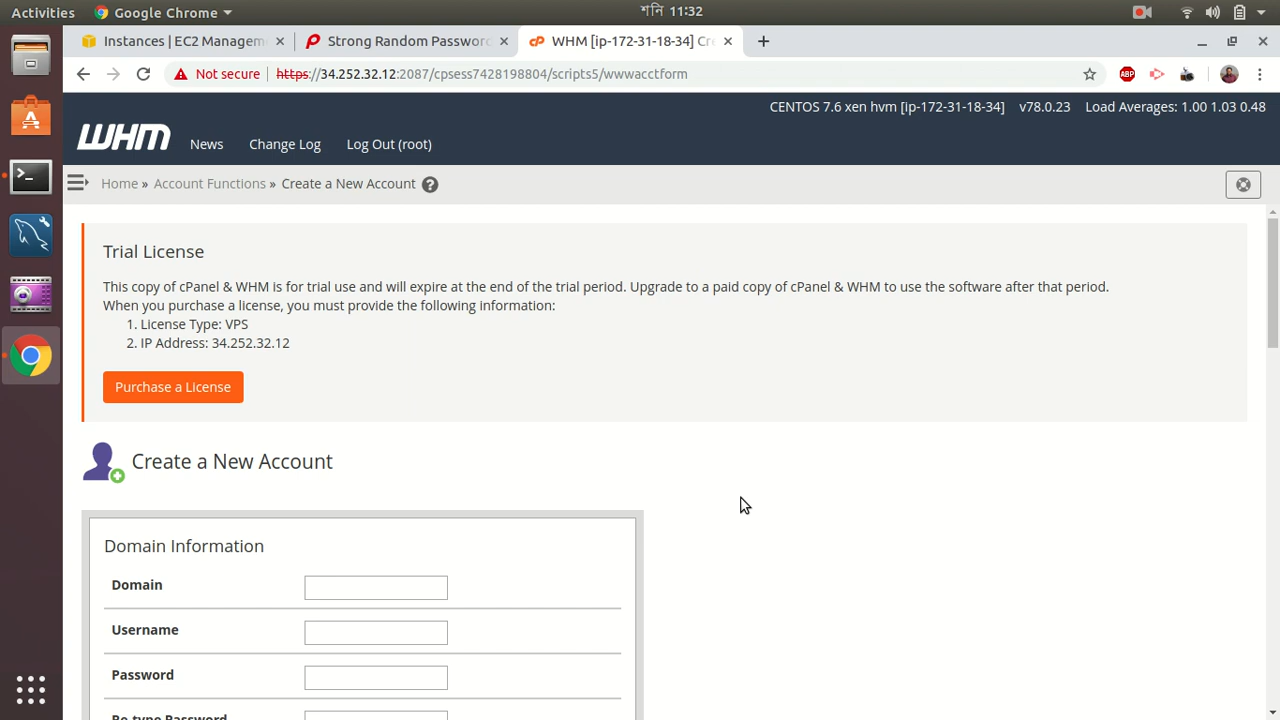 Activities Google Chrome শনি 11:32
Instances | EC2 Managem
Strong Random Password
WHM [ip-172-31-18-34] Cr
Not secure https://34.252.32.12:2087/cpsess7428198804/scripts5/wwwacctform ABP
CENTOS 7.6 xen hvm [ip-172-31-18-34] v78.0.23 Load Averages: 1.00 1.03 0.48
WHM News Change Log Log Out (root)
Home » Account Functions » Create a New Account
Trial License
This copy of cPanel & WHM is for trial use and will expire at the end of the trial period. Upgrade to a paid copy of cPanel & WHM to use the software after that period.
When you purchase a license, you must provide the following information:
1. License Type: VPS
2. IP Address: 34.252.32.12
Purchase a License
Create a New Account
Domain Information
Domain
Username
Password
Re-type Password